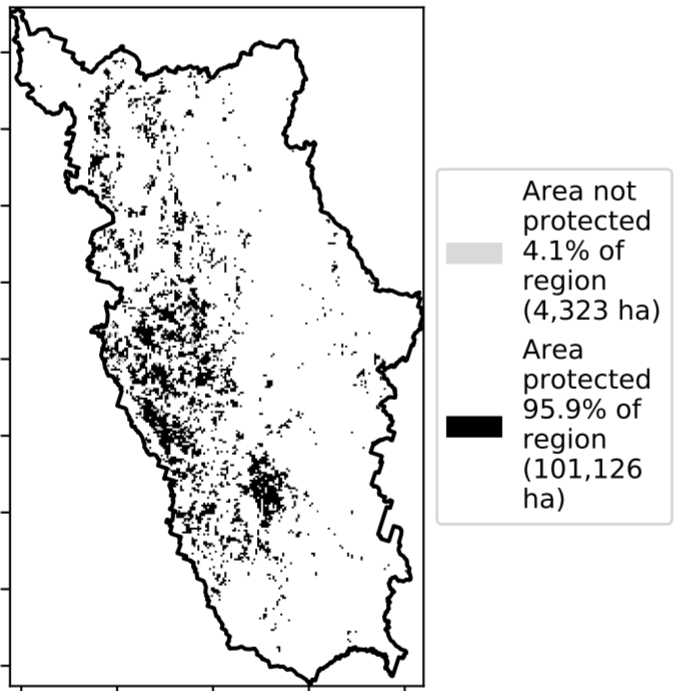 Area not
protected
4.1% of
region
(4,323 ha)
Area
protected
95.9% of
region
(101,126
ha)